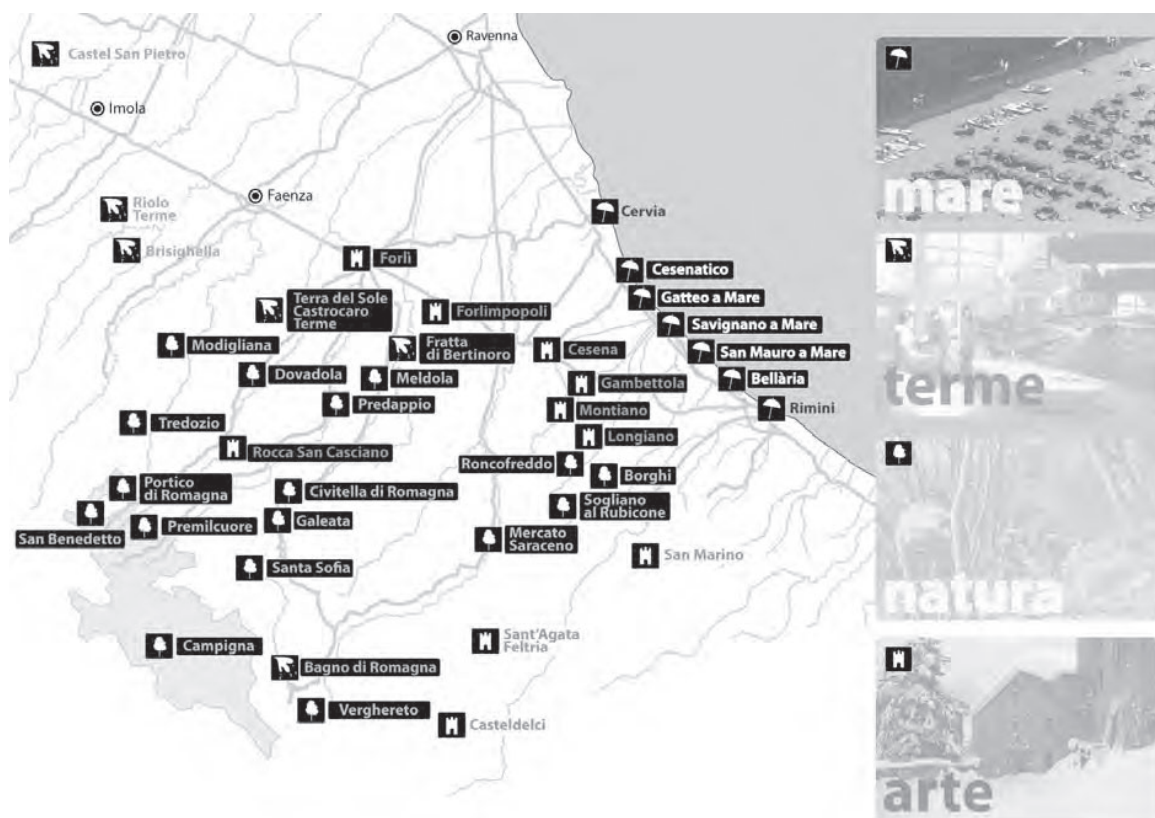 Castel San Pietro
Ravenna
Imola
Faenza
Riolo
Terme
Cervia
Brisighella
Forlì
Cesenatico
Terra del Sole
Castrocaro
Terme
Gatteo a Mare
Forlimpopoli
Savignano a Mare
Modigliana
Fratta
di Bertinoro
Cesena
San Mauro a Mare
Dovadola
Meldola
Gambettola
Bellària
Predappio
Montiano
Rimini
Tredozio
Longiano
Rocca San Casciano
Roncofreddo
Borghi
Portico
di Romagna
Civitella di Romagna
Sogliano
al Rubicone
San Benedetto
Premilcuore
Galeata
Mercato
Saraceno
San Marino
Santa Sofia
Campigna
Sant'Agata
Feltria
Bagno di Romagna
Verghereto
Casteldelci
mare
terme
natura
arte